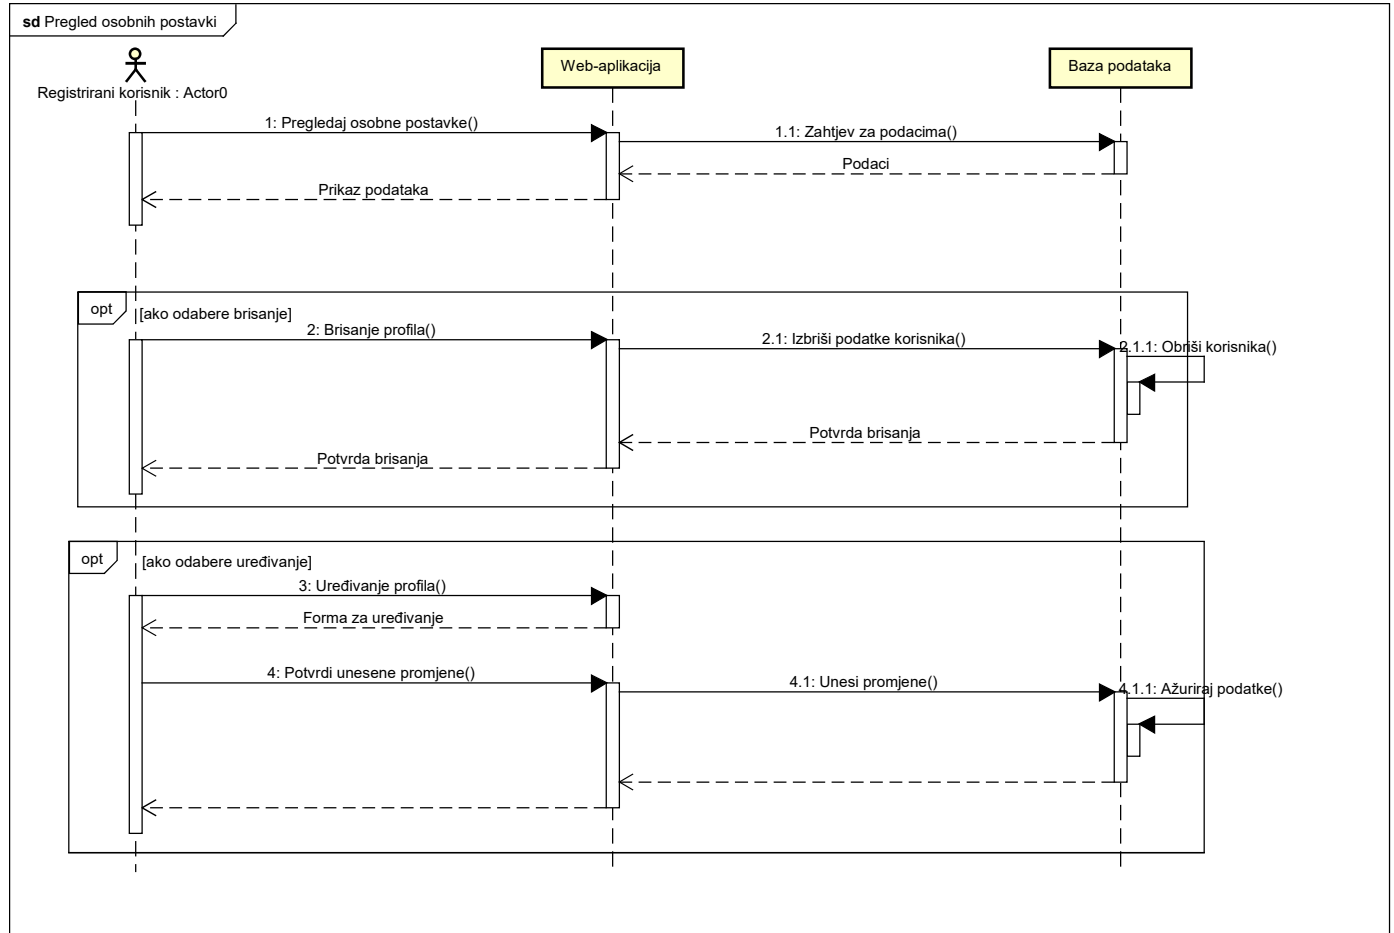 sd Pregled osobnih postavki
Registrirani korisnik : Actor0
Web-aplikacija
Baza podataka
1: Pregledaj osobne postavke()
1.1: Zahtjev za podacima()
Podaci
Prikaz podataka
opt
[ako odabere brisanje]
2: Brisanje profila()
2.1: Izbriši podatke korisnika()
2.1.1: Obriši korisnika()
Potvrda brisanja
Potvrda brisanja
opt
[ako odabere uređivanje]
3: Uređivanje profila()
Forma za uređivanje
4: Potvrdi unesene promjene()
4.1: Unesi promjene()
4.1.1: Ažuriraj podatke()